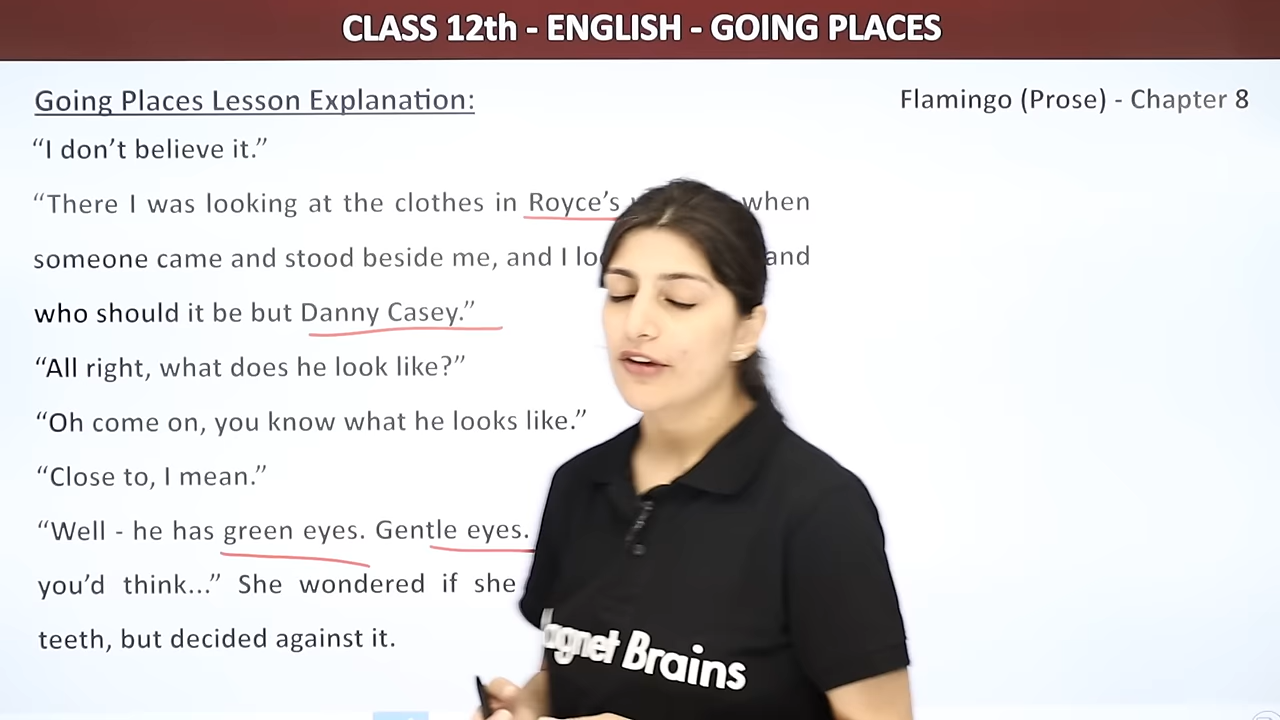 CLASS 12th - ENGLISH - GOING PLACES
Going Places Lesson Explanation:
Flamingo (Prose) - Chapter 8
“I don’t believe it.”
“There I was looking at the clothes in Royce’s when
someone came and stood beside me, and I and
who should it be but Danny Casey.”
“All right, what does he look like?”
“Oh come on, you know what he looks like.”
“Close to, I mean.”
“Well - he has green eyes. Gentle eyes.
you’d think...” She wondered if she
teeth, but decided against it.
Magnet Brains